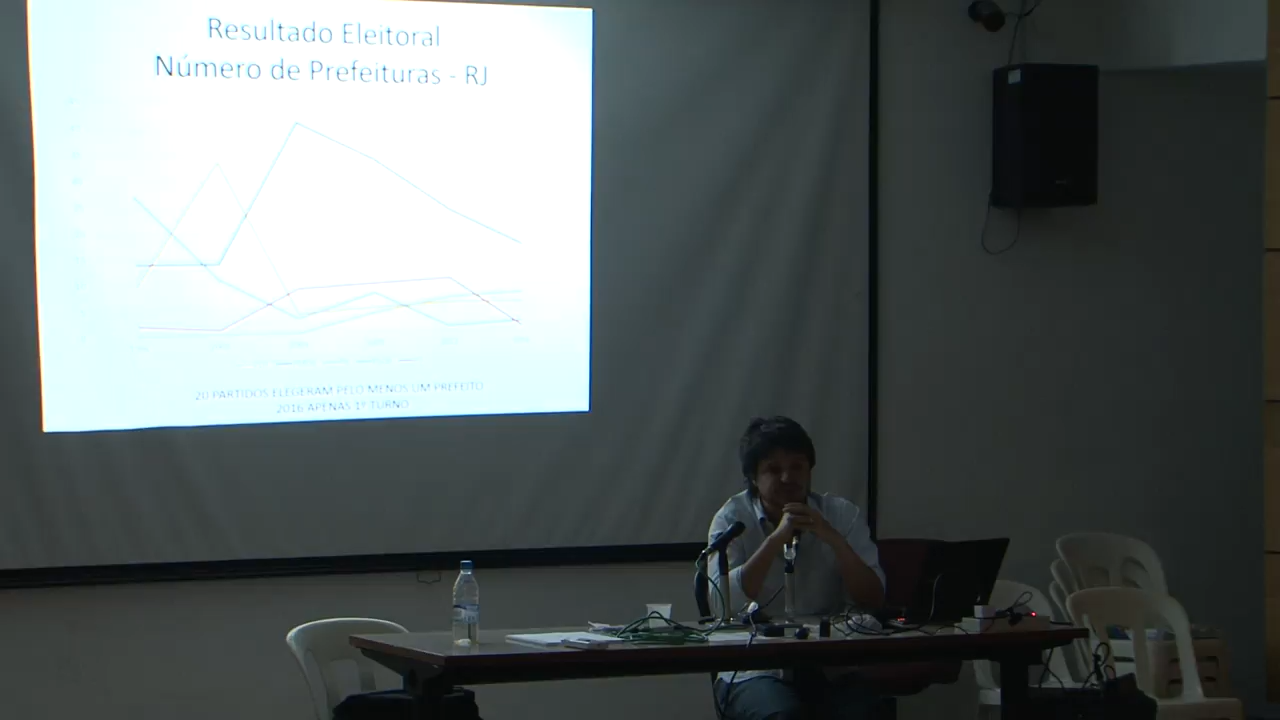 Resultado Eleitoral
Número de Prefeituras - RJ
20 PARTIDOS ELEGERAM PELO MENOS UM PREFEITO
2016 APENAS 1º TURNO